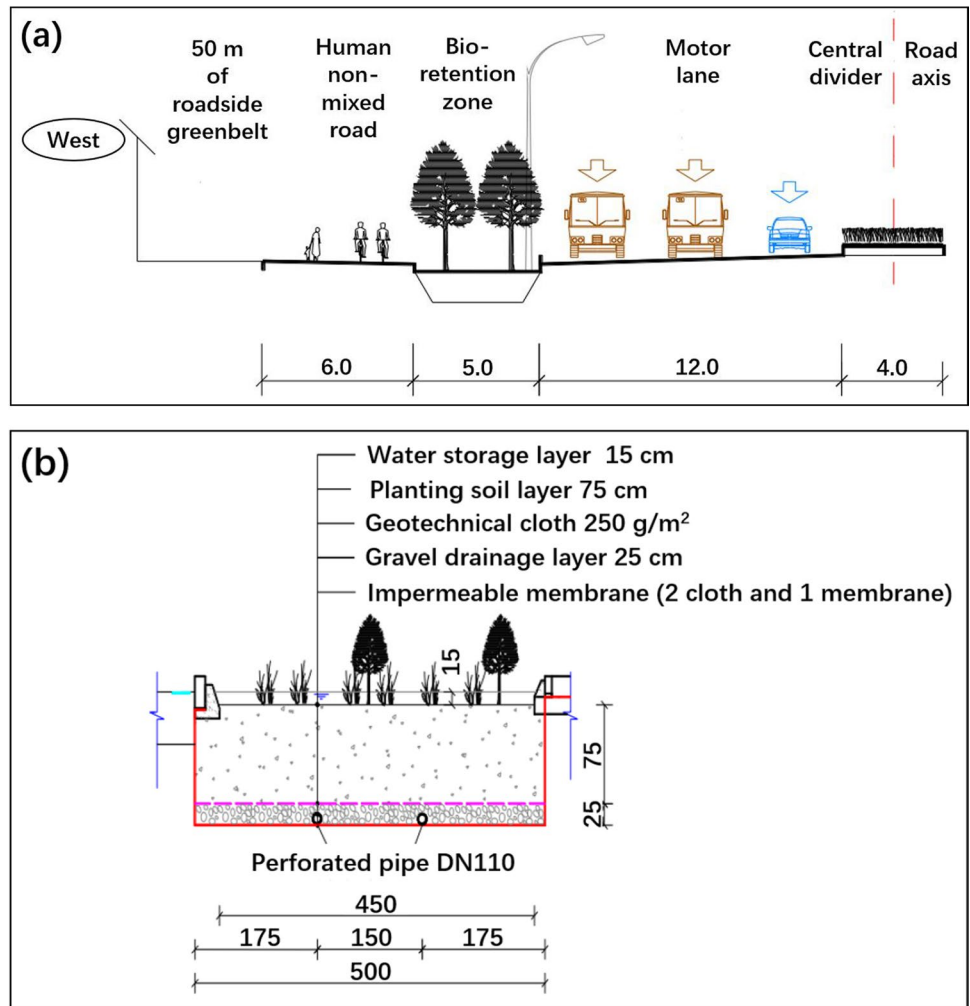 (a)
50 m
of
roadside
greenbelt
Human
non-
mixed
road
Bio-
retention
zone
Motor
lane
Central
divider
Road
axis
West
6.0
5.0
12.0
4.0
(b)
Water storage layer 15 cm
Planting soil layer 75 cm
Geotechnical cloth 250 g/m²
Gravel drainage layer 25 cm
Impermeable membrane (2 cloth and 1 membrane)
15
75
25
Perforated pipe DN110
450
175 150 175
500